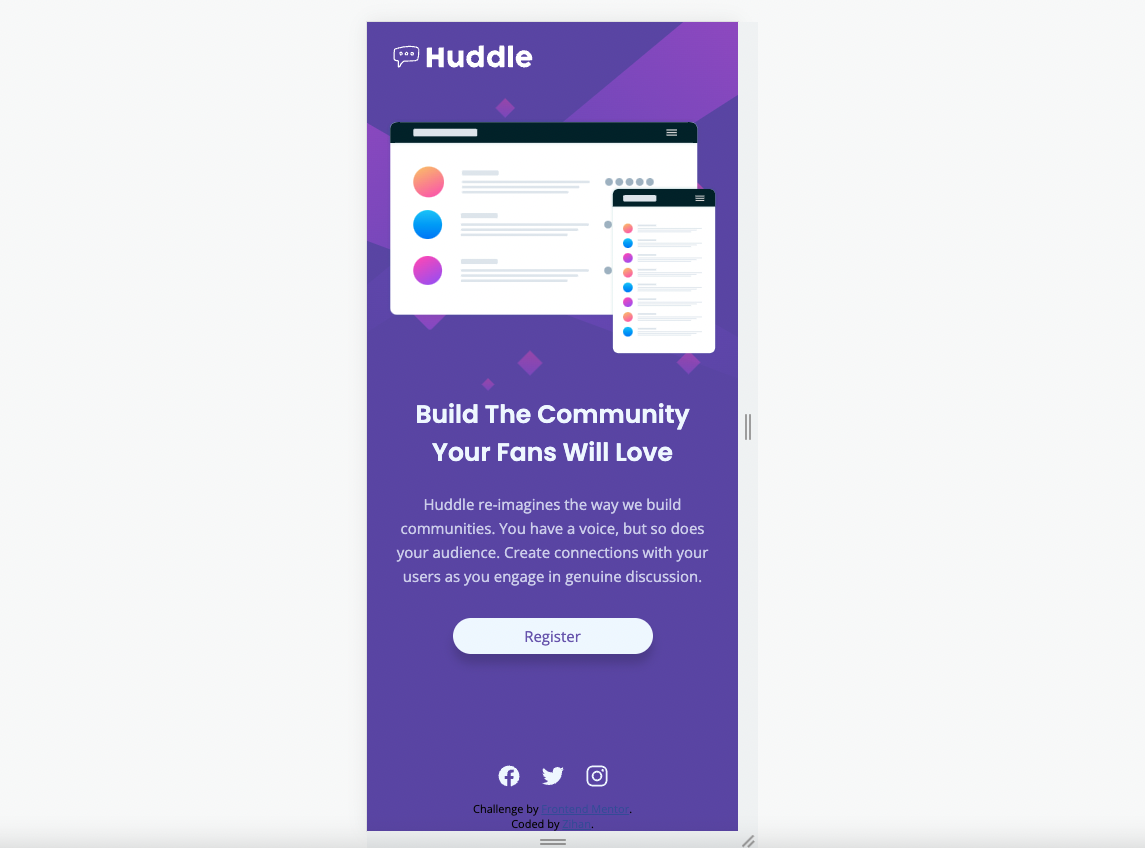 Huddle
Build The Community
Your Fans Will Love
Huddle re-imagines the way we build
communities. You have a voice, but so does
your audience. Create connections with your
users as you engage in genuine discussion.
Register
Challenge by Frontend Mentor.
Coded by